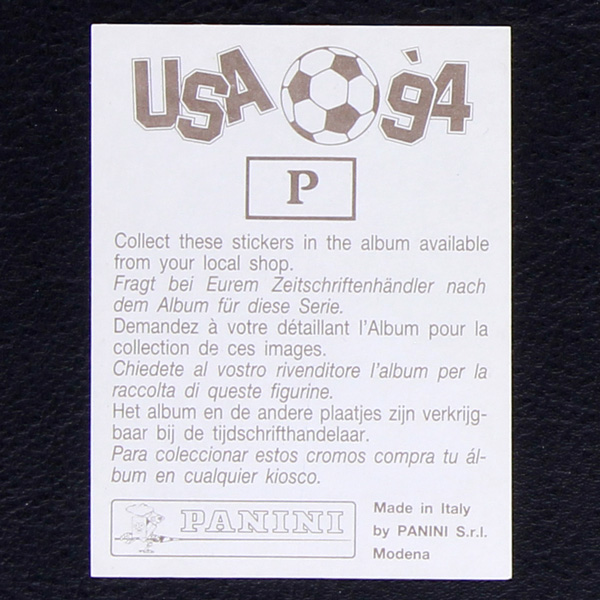 USA '94
P
Collect these stickers in the album available
from your local shop.
Fragt bei Eurem Zeitschriftenhändler nach
dem Album für diese Serie.
Demandez à votre détaillant l'Album pour la
collection de ces images.
Chiedete al vostro rivenditore l'album per la
raccolta di queste figurine.
Het album en de andere plaatjes zijn verkrijg-
baar bij de tijdschrifthandelaar.
Para coleccionar estos cromos compra tu ál-
bum en cualquier kiosco.
PANINI
Made in Italy
by PANINI S.r.l.
Modena